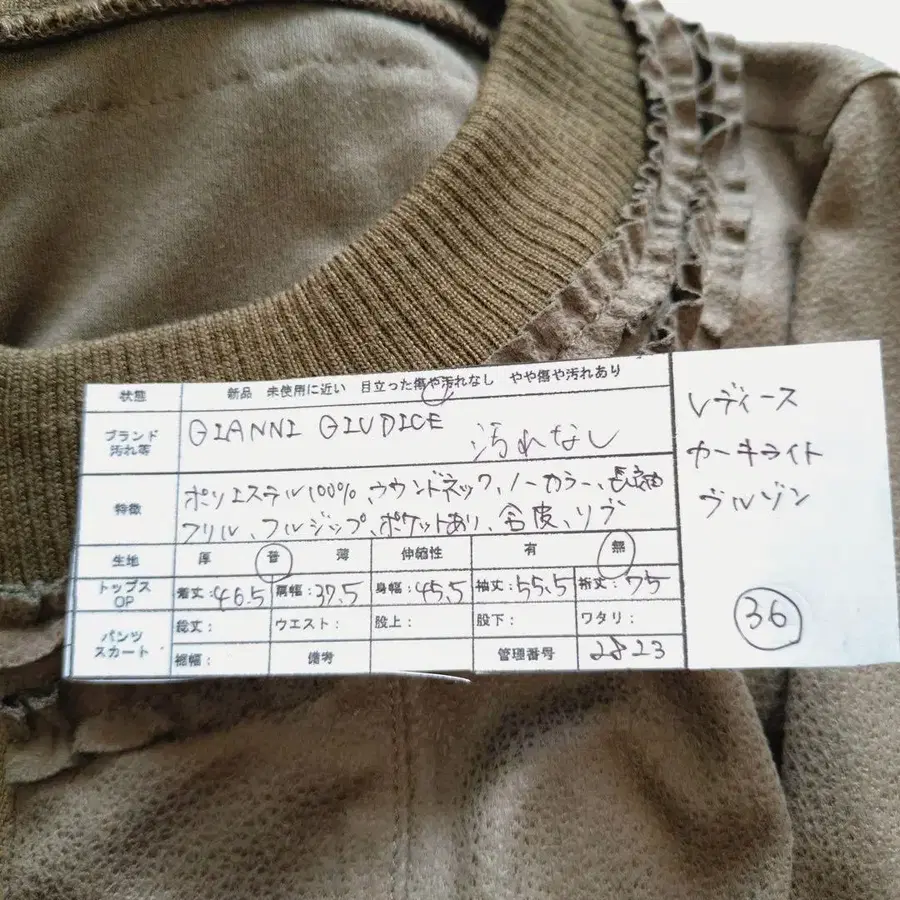 状態 新品 未使用に近い 目立った傷や汚れなし やや傷や汚れあり
ブランド
汚れ等
GIANNI GIUDICE 汚れなし
特徴
ポリエステル100%、ラウンドネック、ノーカラー、長袖
フリル、フルジップ、ポケットあり、合皮、リブ
生地 厚 普 薄 伸縮性 有 無
トップス
OP
着丈:46.5 肩幅:37.5 身幅:45.5 袖丈:55.5 裄丈:75
パンツ
スカート
総丈: ウエスト: 股上: 股下: ワタリ:
裾幅: 備考 管理番号 2823
レディース
カーキライト
ブルゾン
36